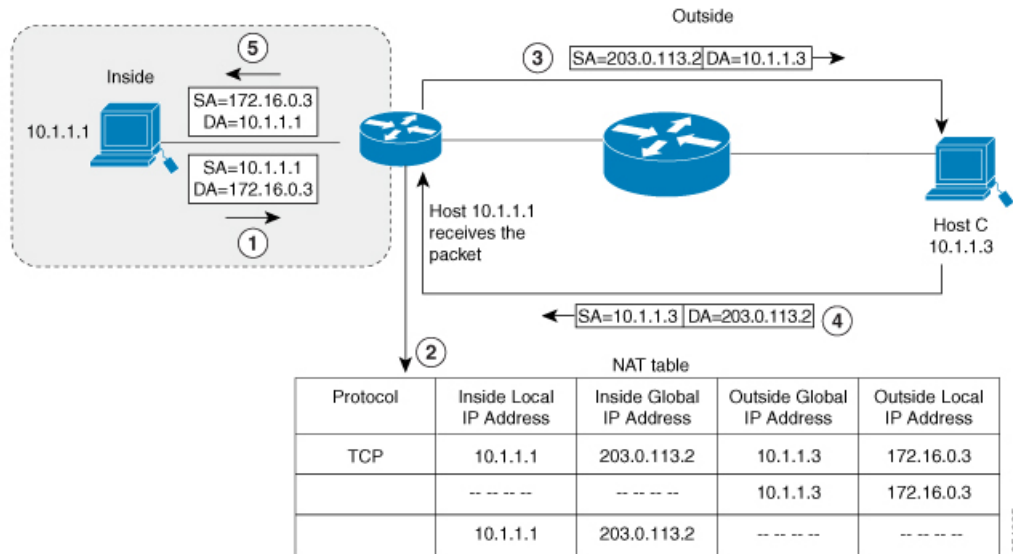 Outside
3
SA=203.0.113.2 DA=10.1.1.3
5
Inside
SA=172.16.0.3
DA=10.1.1.1
10.1.1.1
SA=10.1.1.1
DA=172.16.0.3
1
Host 10.1.1.1
receives the
packet
Host C
10.1.1.3
SA=10.1.1.3 DA=203.0.113.2
4
2
NAT table
Protocol
Inside Local
IP Address
Inside Global
IP Address
Outside Global
IP Address
Outside Local
IP Address
TCP 10.1.1.1 203.0.113.2 10.1.1.3 172.16.0.3
-- -- -- -- -- -- -- -- 10.1.1.3 172.16.0.3
10.1.1.1 203.0.113.2 -- -- -- -- -- -- -- --